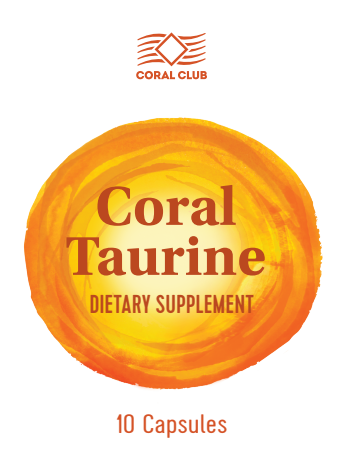 CORAL CLUB
Coral
Taurine
DIETARY SUPPLEMENT
10 Capsules